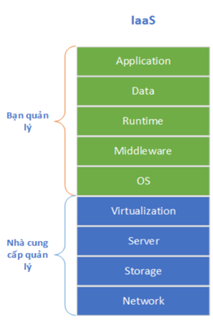 IaaS
Application
Data
Runtime
Middleware
OS
Bạn quản
lý
Virtualization
Server
Storage
Network
Nhà cung
cấp quản
lý